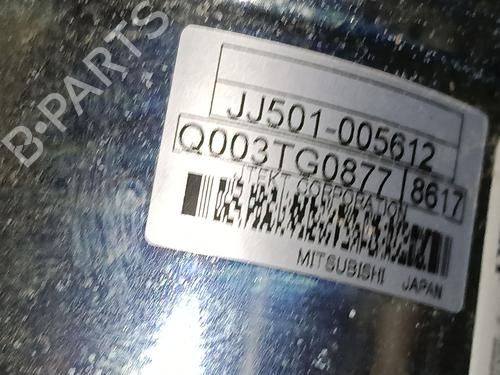 B-PARTS
JJ501-005612
Q003TG0877 8617
JTEKT CORPORATION
MITSUBISHI JAPAN